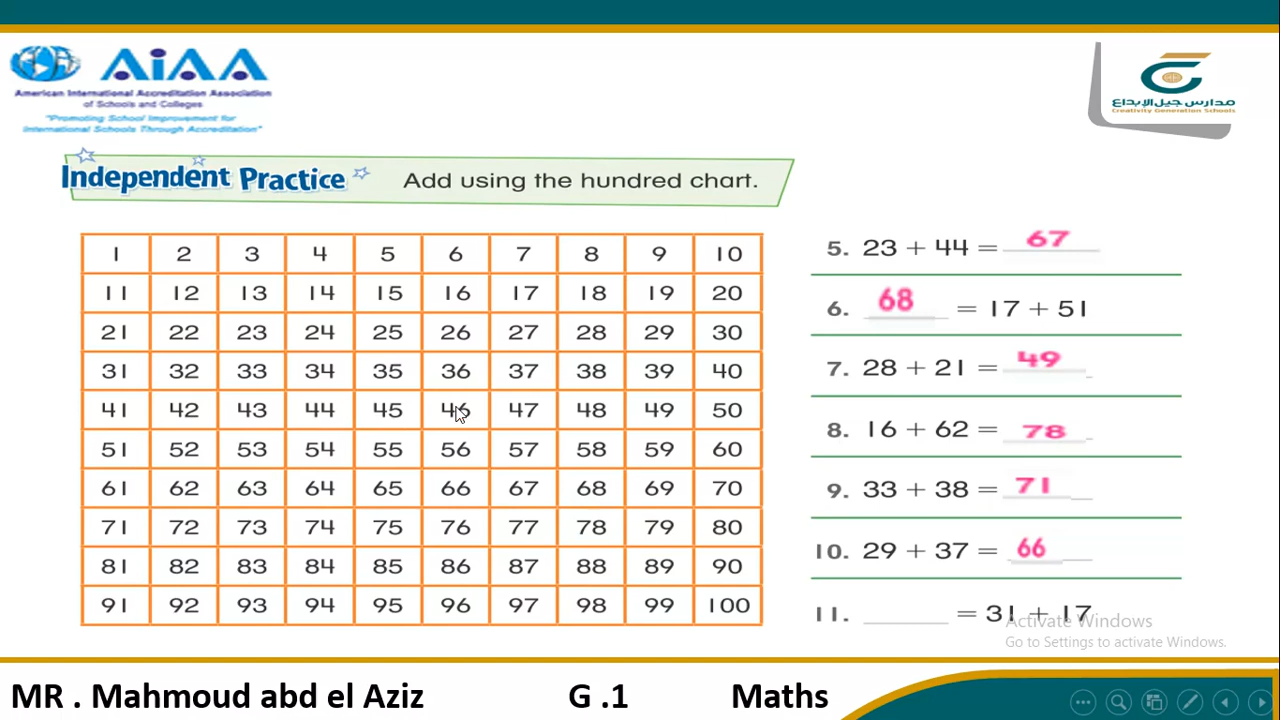 AiAA
American International Accreditation Association
of Schools and Colleges
"Promoting School Improvement for
International Schools Through Accreditation"
مدارس جيل الإبداع
Creativity Generation Schools
Independent Practice Add using the hundred chart.
1 2 3 4 5 6 7 8 9 10
11 12 13 14 15 16 17 18 19 20
21 22 23 24 25 26 27 28 29 30
31 32 33 34 35 36 37 38 39 40
41 42 43 44 45 46 47 48 49 50
51 52 53 54 55 56 57 58 59 60
61 62 63 64 65 66 67 68 69 70
71 72 73 74 75 76 77 78 79 80
81 82 83 84 85 86 87 88 89 90
91 92 93 94 95 96 97 98 99 100
5. 23 + 44 = 67
6. 68 = 17 + 51
7. 28 + 21 = 49
8. 16 + 62 = 78
9. 33 + 38 = 71
10. 29 + 37 = 66
11. ______ = 31 + 17
Activate Windows
Go to Settings to activate Windows.
MR . Mahmoud abd el Aziz G .1 Maths